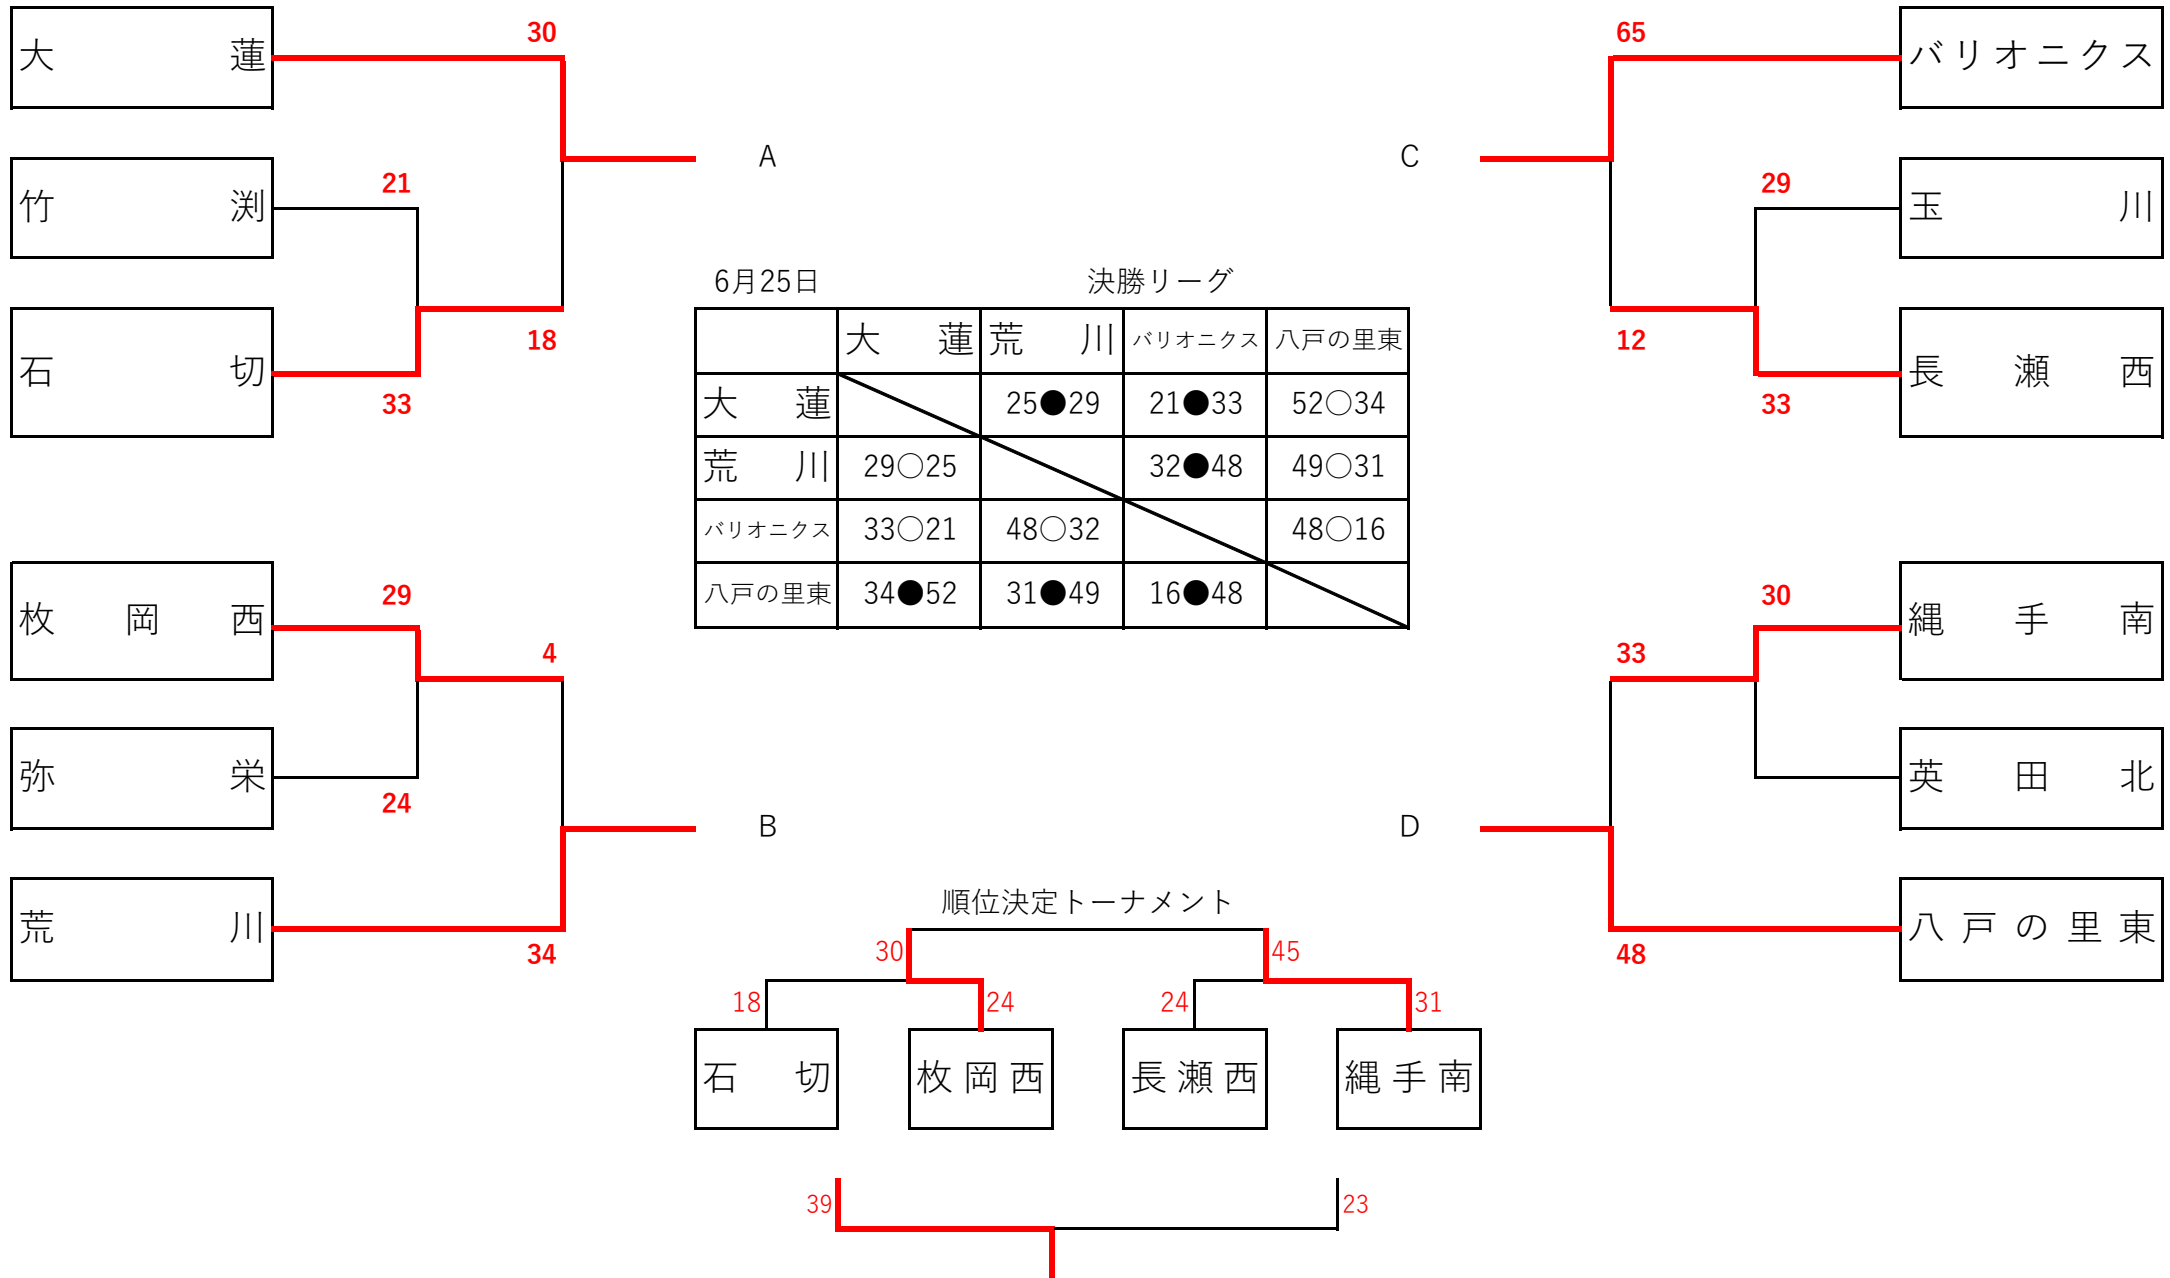 大蓮
30
竹渕
21
石切
18
33
A
枚岡西
29
4
弥栄
24
荒川
34
B
65
バリオニクス
C
29
玉川
12
長瀬西
33
30
縄手南
33
英田北
D
八戸の里東
48
6月25日 決勝リーグ
大蓮 荒川 バリオニクス 八戸の里東
大蓮 25●29 21●33 52○34
荒川 29○25 32●48 49○31
バリオニクス 33○21 48○32 48○16
八戸の里東 34●52 31●49 16●48
順位決定トーナメント
30 45
18 24 24 31
石切 枚岡西 長瀬西 縄手南
39 23